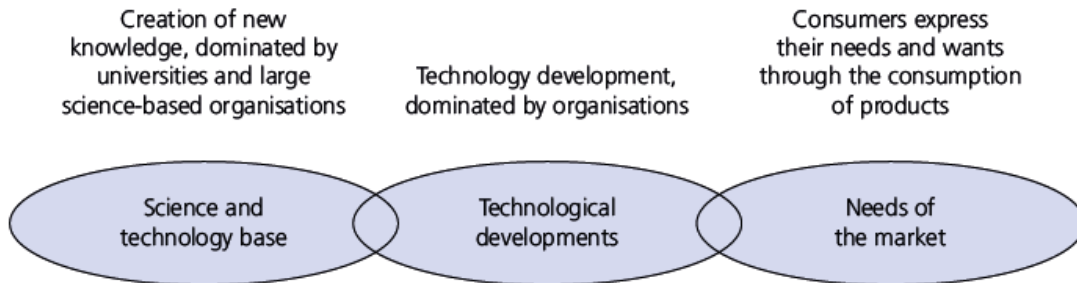 Creation of new
knowledge, dominated by
universities and large
science-based organisations
Technology development,
dominated by organisations
Consumers express
their needs and wants
through the consumption
of products
Science and
technology base
Technological
developments
Needs of
the market